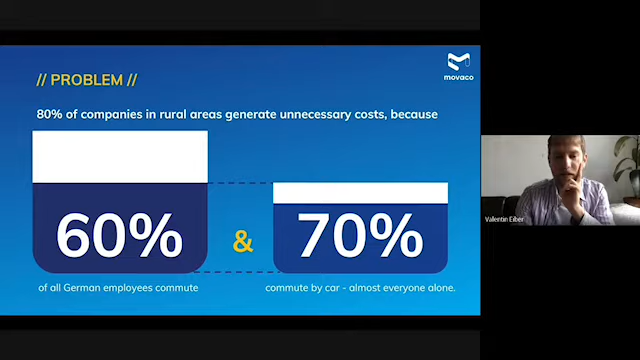 // PROBLEM //
movaco
80% of companies in rural areas generate unnecessary costs, because
60%
&
70%
of all German employees commute
commute by car - almost everyone alone.
Valentin Eiber